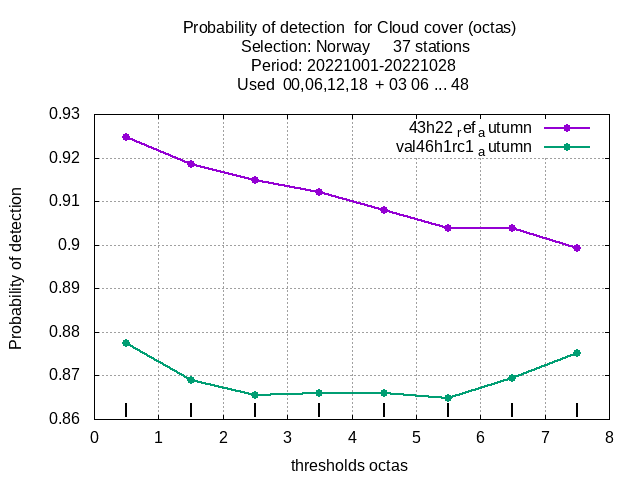 Probability of detection  for Cloud cover (octas)
Selection: Norway     37 stations
Period: 20221001-20221028
Used  00,06,12,18  + 03 06 ... 48
0.93
0.92
0.91
0.9
0.89
0.88
0.87
0.86
Probability of detection
43h22 ref autumn
val46h1rc1 autumn
0 1 2 3 4 5 6 7 8
thresholds octas